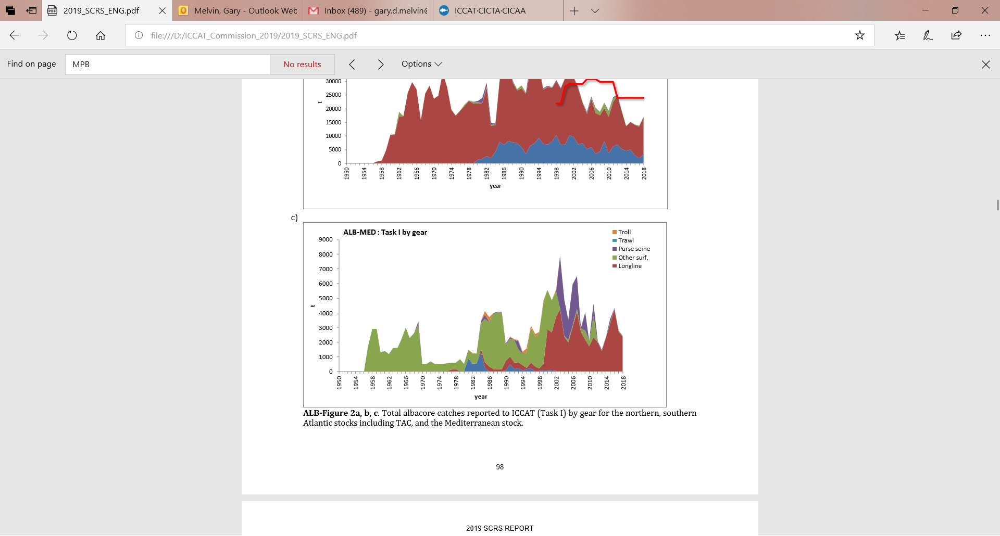 2019_SCRS_ENG.pdf
Melvin, Gary - Outlook Web
Inbox (489) - gary.d.melvin
ICCAT·CICTA·CICAA
file:///D:/ICCAT_Commission_2019/2019_SCRS_ENG.pdf
Find on page
MPB
No results
Options
30000
25000
20000
15000
10000
5000
0
t
1950 1954 1958 1962 1966 1970 1974 1978 1982 1986 1990 1994 1998 2002 2006 2010 2014 2018
year
c)
ALB-MED : Task I by gear
Troll
Trawl
Purse seine
Other surf.
Longline
9000
8000
7000
6000
5000
4000
3000
2000
1000
0
t
1950 1954 1958 1962 1966 1970 1974 1978 1982 1986 1990 1994 1998 2002 2006 2010 2014 2018
year
ALB-Figure 2a, b, c. Total albacore catches reported to ICCAT (Task I) by gear for the northern, southern
Atlantic stocks including TAC, and the Mediterranean stock.
98
2019 SCRS REPORT